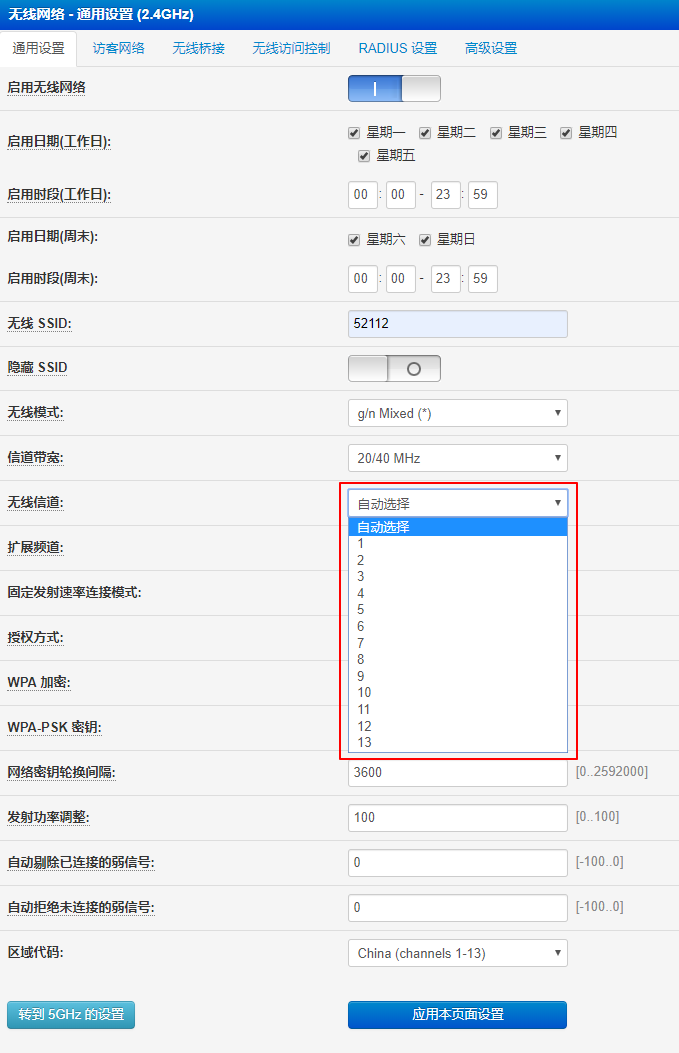 无线网络 - 通用设置 (2.4GHz)
通用设置 访客网络 无线桥接 无线访问控制 RADIUS 设置 高级设置
启用无线网络
启用日期(工作日): 星期一 星期二 星期三 星期四
星期五
启用时段(工作日): 00 : 00 - 23 : 59
启用日期(周末): 星期六 星期日
启用时段(周末): 00 : 00 - 23 : 59
无线 SSID: 52112
隐藏 SSID
无线模式: g/n Mixed (*)
信道带宽: 20/40 MHz
无线信道: 自动选择
自动选择
扩展频道: 1
2
3
固定发射速率连接模式: 4
5
授权方式: 6
7
8
WPA 加密: 9
10
WPA-PSK 密钥: 11
12
13
网络密钥轮换间隔: 3600 [0..2592000]
发射功率调整: 100 [0..100]
自动剔除已连接的弱信号: 0 [-100..0]
自动拒绝未连接的弱信号: 0 [-100..0]
区域代码: China (channels 1-13)
转到 5GHz 的设置 应用本页面设置